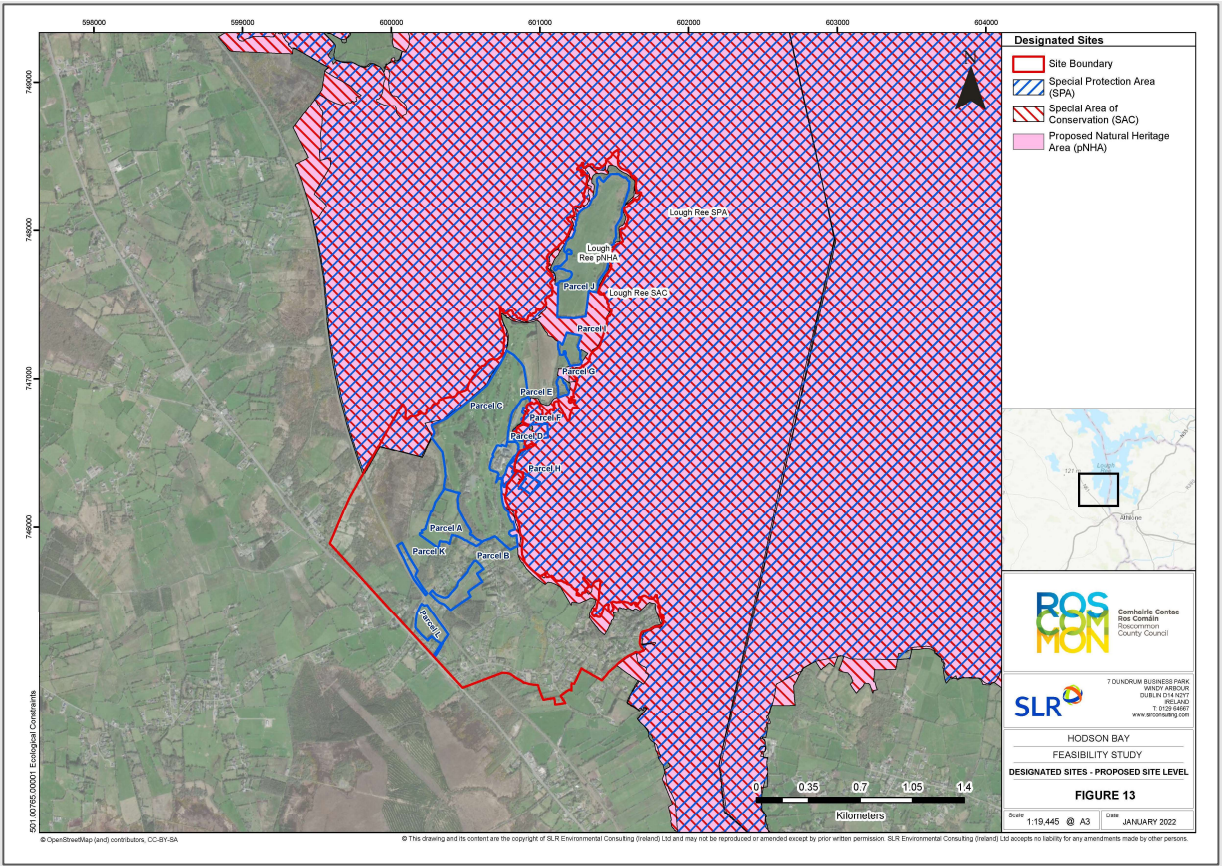 598000
599000
600000
601000
602000
603000
604000
749000
748000
747000
746000
Lough Ree SPA
Lough
Ree pNHA
Parcel J
Lough Ree SAC
Parcel I
Parcel G
Parcel E
Parcel C
Parcel F
Parcel D
Parcel H
Parcel A
Parcel K
Parcel B
Parcel L
0
0.35
0.7
1.05
1.4
Kilometers
Designated Sites
Site Boundary
Special Protection Area
(SPA)
Special Area of
Conservation (SAC)
Proposed Natural Heritage
Area (pNHA)
N
Lough
Athlone
ROS
COM
MON
Comhairle Contae
Ros Comáin
Roscommon
County Council
SLR
7 DUNDRUM BUSINESS PARK
WINDY ARBOUR
DUBLIN D14 N2Y7
IRELAND
T: 0129 64667
www.slrconsulting.com
HODSON BAY
FEASIBILITY STUDY
DESIGNATED SITES - PROPOSED SITE LEVEL
FIGURE 13
Scale 1:19,445 @ A3
Date JANUARY 2022
501.00765.00001 Ecological Constraints
© OpenStreetMap (and) contributors, CC-BY-SA
© This drawing and its content are the copyright of SLR Environmental Consulting (Ireland) Ltd and may not be reproduced or amended except by prior written permission. SLR Environmental Consulting (Ireland) Ltd accepts no liability for any amendments made by other persons.